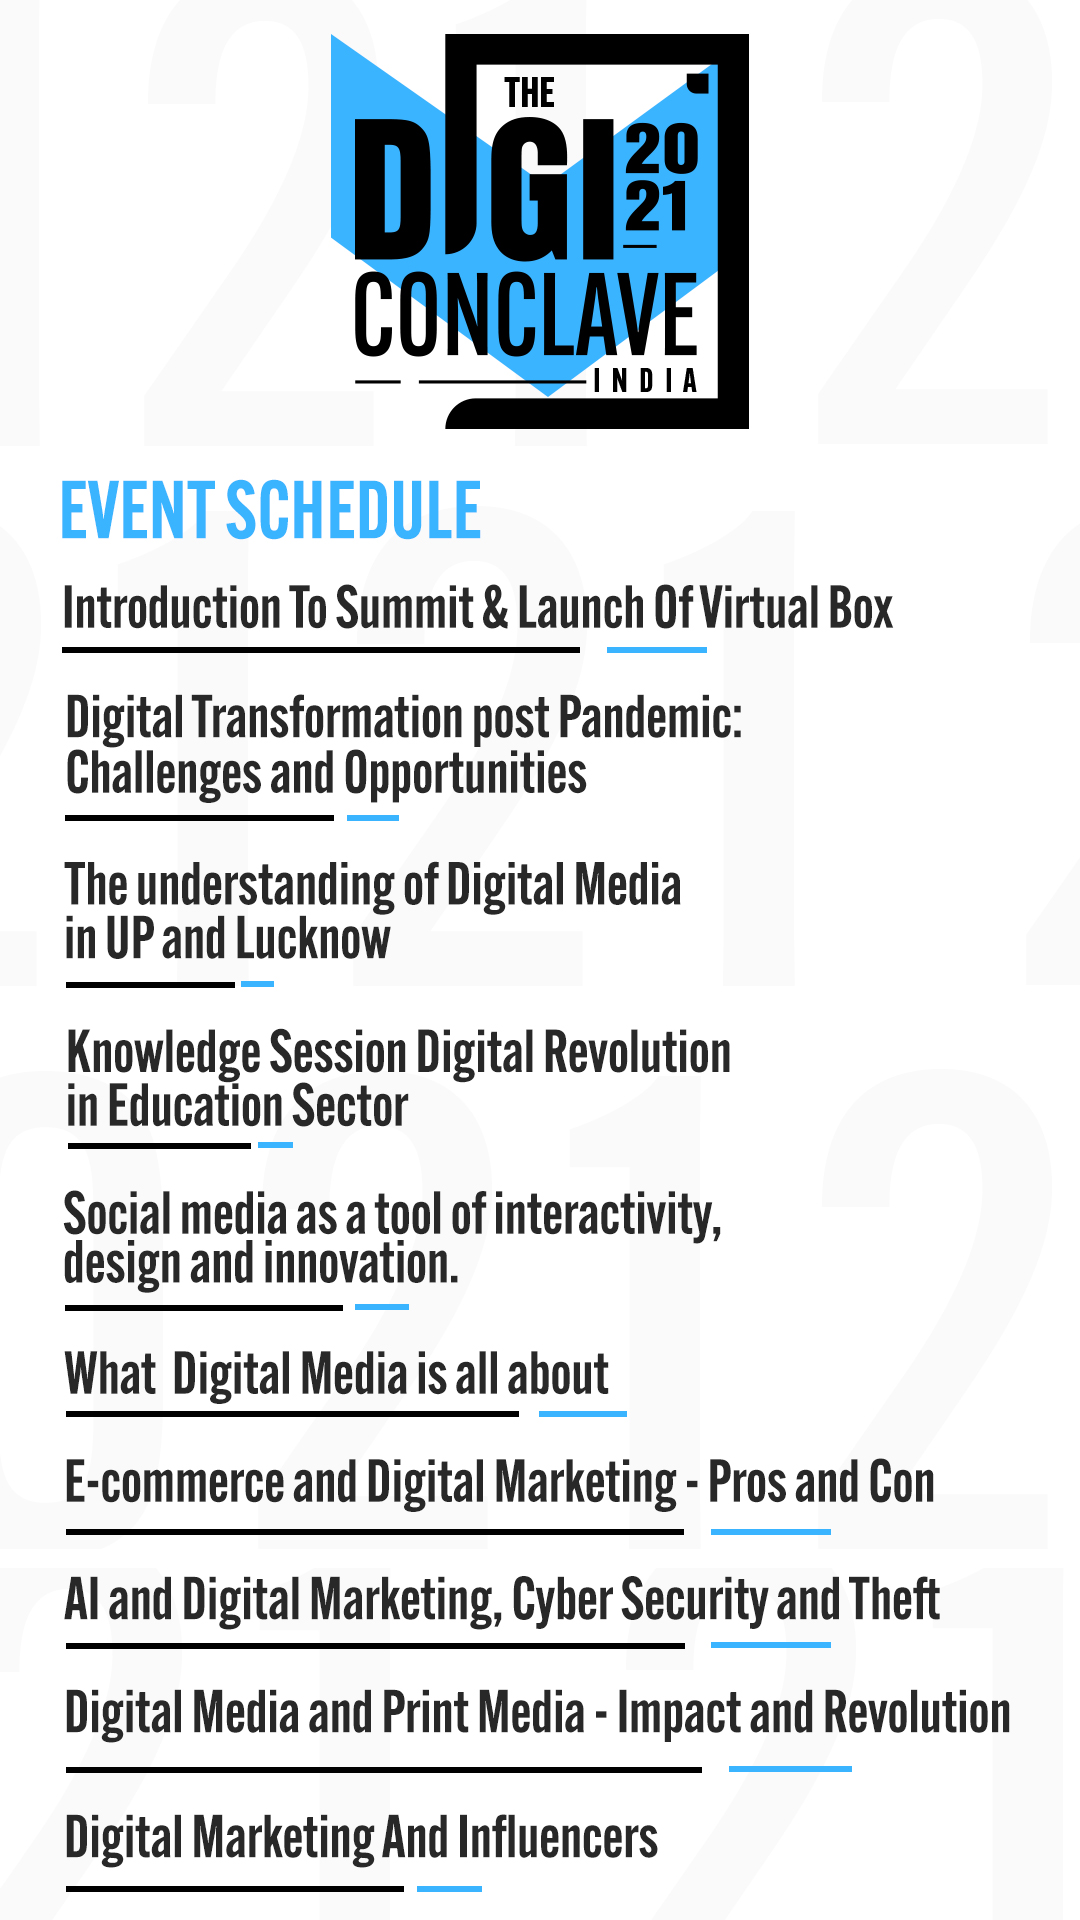 THE
DIGI
20
21
CONCLAVE
INDIA
EVENT SCHEDULE
Introduction To Summit & Launch Of Virtual Box
Digital Transformation post Pandemic:
Challenges and Opportunities
The understanding of Digital Media
in UP and Lucknow
Knowledge Session Digital Revolution
in Education Sector
Social media as a tool of interactivity,
design and innovation.
What  Digital Media is all about
E-commerce and Digital Marketing - Pros and Con
AI and Digital Marketing, Cyber Security and Theft
Digital Media and Print Media - Impact and Revolution
Digital Marketing And Influencers